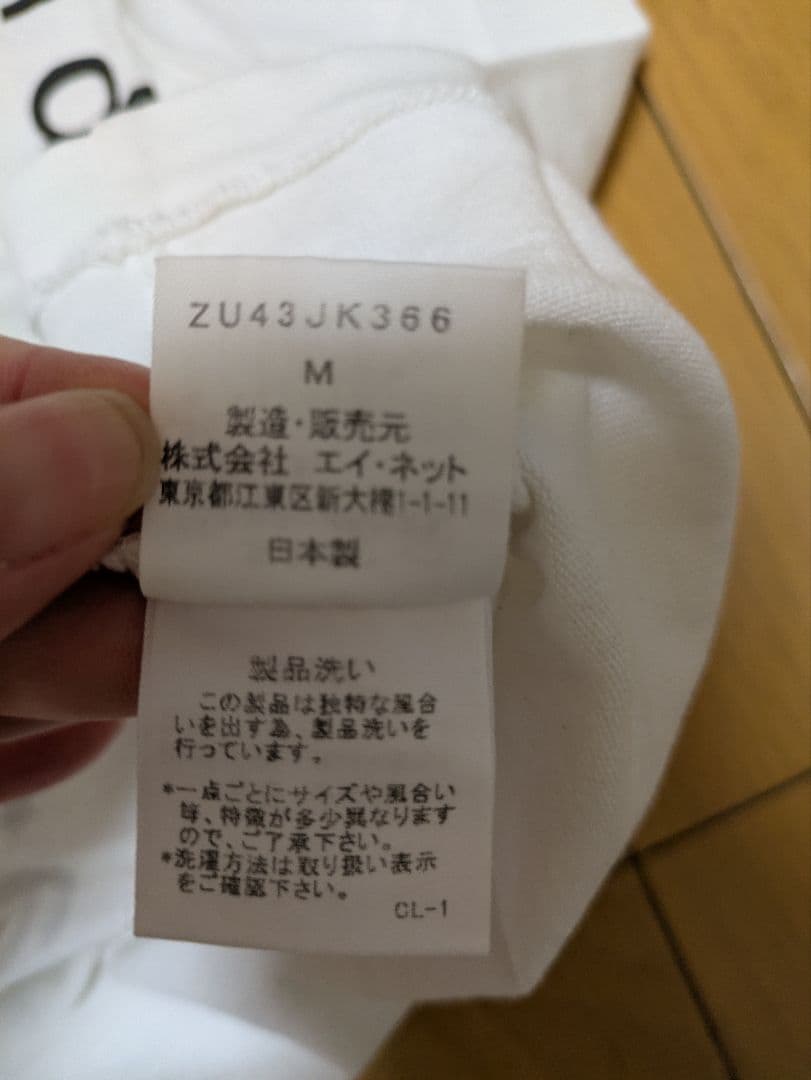 d
ZU43JK366
M
製造・販売元
株式会社 エイ・ネット
東京都江東区新大橋1-1-11
日本製
製品洗い
この製品は独特な風合
いを出す為、製品洗いを
行っています。
*一点ごとにサイズや風合い
等、特徴が多少異なります
ので、ご了承下さい。
*洗濯方法は取り扱い表示
をご確認下さい。
CL-1